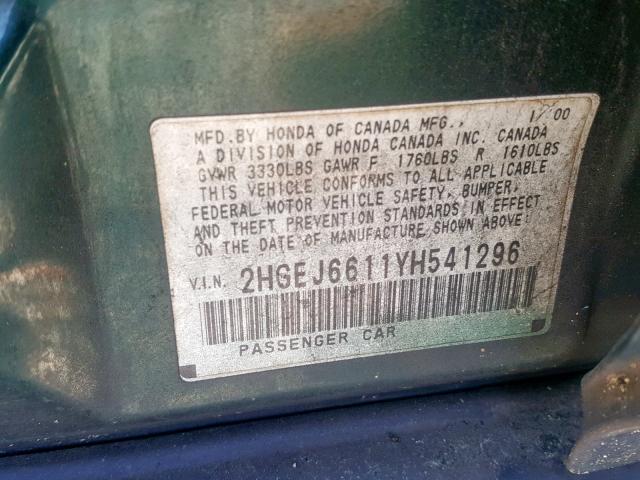 MFD.BY HONDA OF CANADA MFG., 1/00
A DIVISION OF HONDA CANADA INC. CANADA
GVWR 3330LBS GAWR F 1760LBS R 1610LBS
THIS VEHICLE CONFORMS TO ALL APPLICABLE
FEDERAL MOTOR VEHICLE SAFETY, BUMPER,
AND THEFT PREVENTION STANDARDS IN EFFECT
ON THE DATE OF MANUFACTURE SHOWN ABOVE
V.I.N. 2HGEJ6611YH541296
PASSENGER CAR